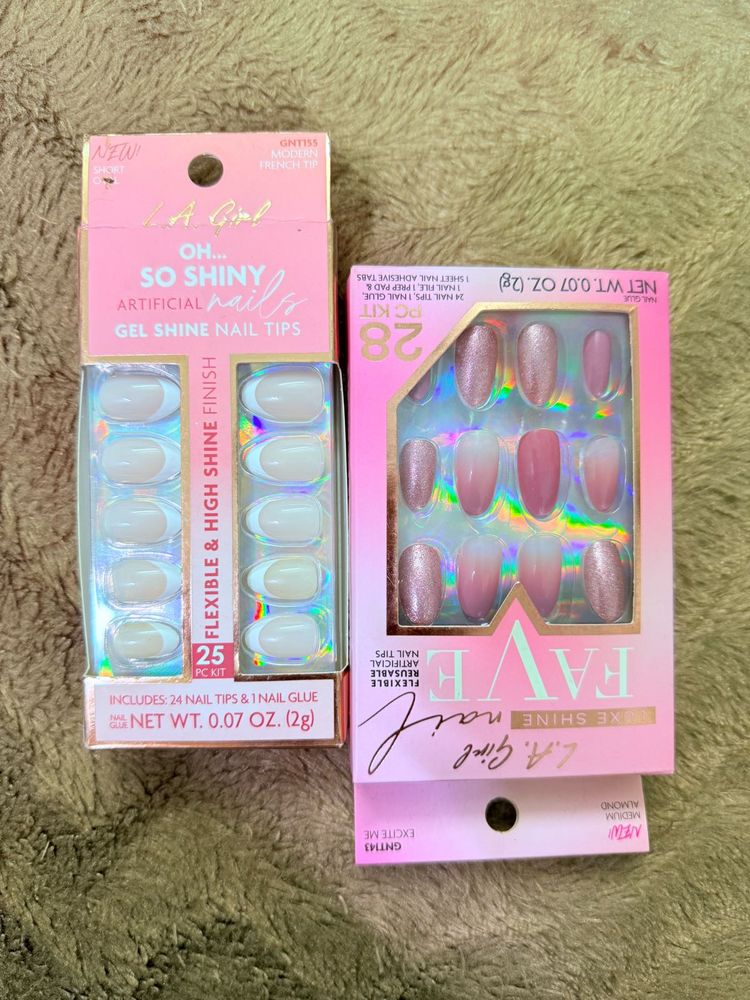 NEW!
SHORT
GNT155
MODERN
FRENCH TIP
L.A. Girl
OH...
SO SHINY
ARTIFICIAL nails
GEL SHINE NAIL TIPS
FLEXIBLE & HIGH SHINE FINISH
25
PC KIT
INCLUDES: 24 NAIL TIPS & 1 NAIL GLUE
NAIL GLUE NET WT. 0.07 OZ. (2g)
NEW!
MEDIUM
ALMOND
GNT143
EXCITE ME
L.A. Girl
UXE SHINE nail
FAVE
FLEXIBLE
REUSABLE
ARTIFICIAL
NAIL TIPS
28
PC KIT
24 NAIL TIPS, 1 NAIL GLUE,
1 NAIL FILE, 1 PREP PAD &
1 SHEET NAIL ADHESIVE TABS
NAIL GLUE
NET WT. 0.07 OZ. (2g)